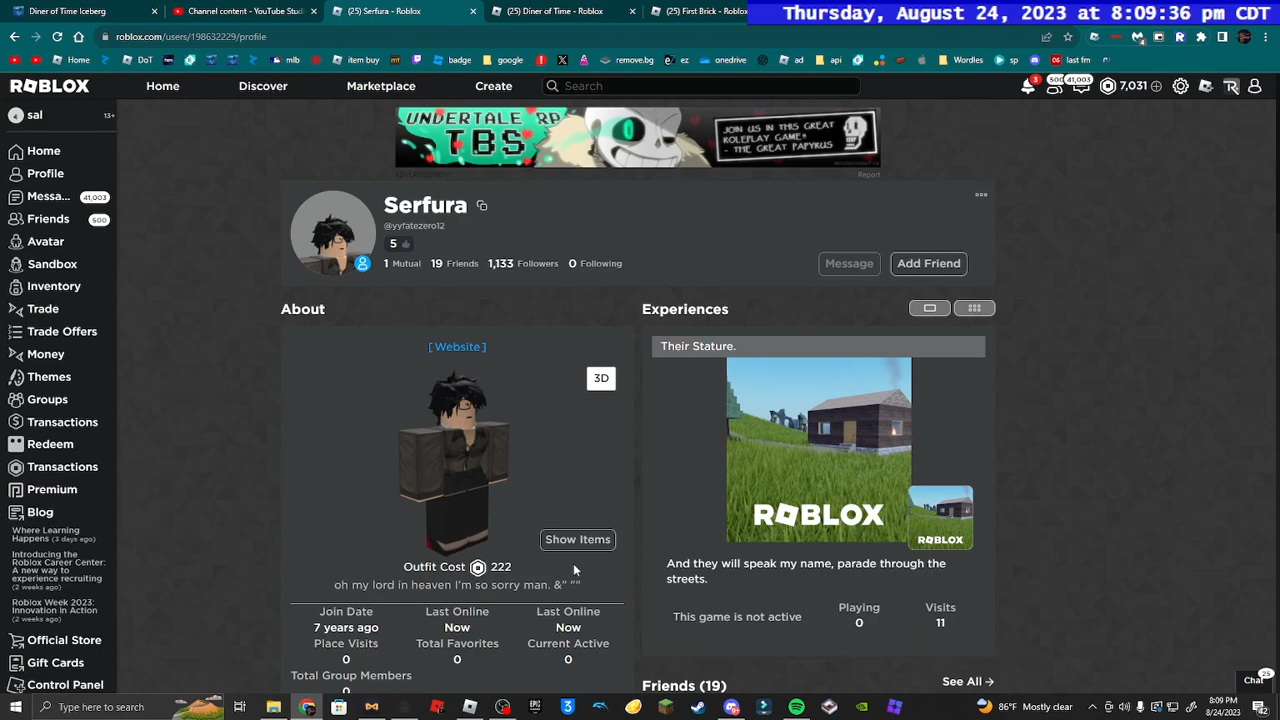 Thursday, August 24, 2023 at 8:09:36 pm CDT
Diner of Time Iceberg
Channel content - YouTube Studi
(25) Serfura - Roblox
(25) Diner of Time - Roblox
(25) First Brick - Roblox
roblox.com/users/198632229/profile
Home
DoT
mlb
item buy
badge
google
remove.bg
ez
onedrive
ad
api
Wordles
sp
last fm
ROBLOX
Home
Discover
Marketplace
Create
Search
3
500
41,003
7,031
sal
13+
Home
Profile
Messa...
41,003
Friends
500
Avatar
Sandbox
Inventory
Trade
Trade Offers
Money
Themes
Groups
Transactions
Redeem
Transactions
Premium
Blog
Where Learning
Happens (3 days ago)
Introducing the
Roblox Career Center:
A new way to
experience recruiting
(2 weeks ago)
Roblox Week 2023:
Innovation in Action
(2 weeks ago)
Official Store
Gift Cards
Control Panel
UNDERTALE RP
TBS
JOIN US IN THIS GREAT
ROLEPLAY GAME!!
- THE GREAT PAPYRUS
ADVERTISEMENT
Report
Serfura
@yyfatezero12
5
1 Mutual 19 Friends 1,133 Followers 0 Following
Message
Add Friend
About
[ Website ]
3D
Show Items
Outfit Cost 222
oh my lord in heaven I'm so sorry man. &" ""
Join Date
7 years ago
Last Online
Now
Last Online
Now
Place Visits
0
Total Favorites
0
Current Active
0
Total Group Members
0
Experiences
Their Stature.
ROBLOX
ROBLOX
And they will speak my name, parade through the
streets.
This game is not active
Playing
0
Visits
11
Friends (19)
See All
Chat
25
Type here to search
86°F Mostly clear
8:09 PM
8/24/2023